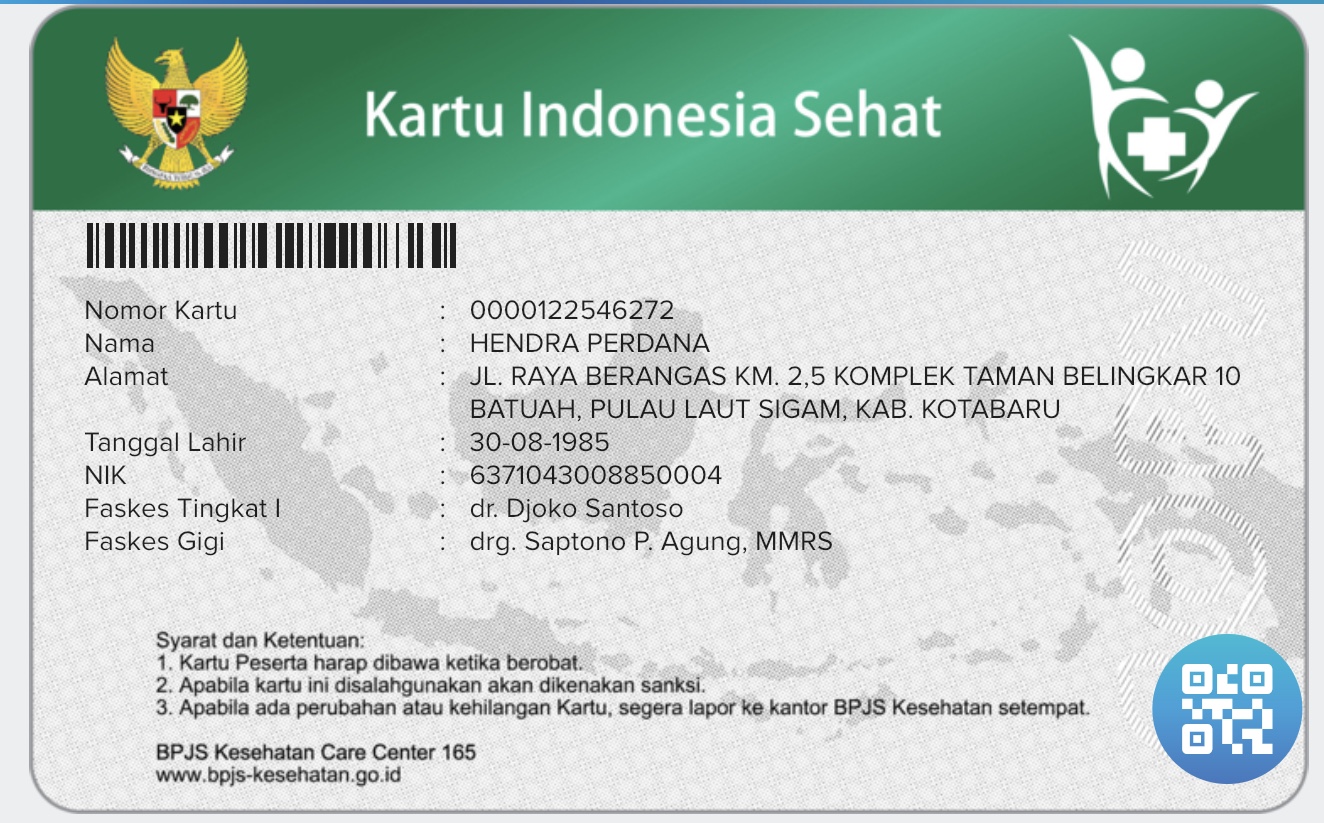 Kartu Indonesia Sehat
Nomor Kartu : 0000122546272
Nama : HENDRA PERDANA
Alamat : JL. RAYA BERANGAS KM. 2,5 KOMPLEK TAMAN BELINGKAR 10
BATUAH, PULAU LAUT SIGAM, KAB. KOTABARU
Tanggal Lahir : 30-08-1985
NIK : 6371043008850004
Faskes Tingkat I : dr. Djoko Santoso
Faskes Gigi : drg. Saptono P. Agung, MMRS
Syarat dan Ketentuan:
1. Kartu Peserta harap dibawa ketika berobat.
2. Apabila kartu ini disalahgunakan akan dikenakan sanksi.
3. Apabila ada perubahan atau kehilangan Kartu, segera lapor ke kantor BPJS Kesehatan setempat.
BPJS Kesehatan Care Center 165
www.bpjs-kesehatan.go.id